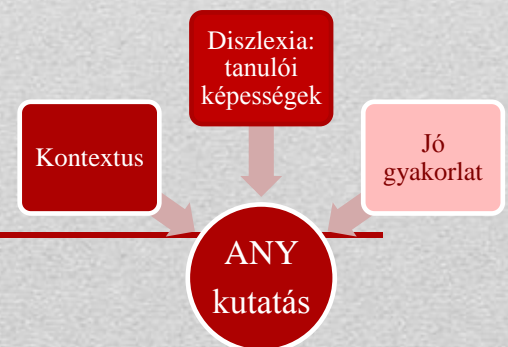 Diszlexia:
tanulói
képességek
Kontextus
Jó
gyakorlat
ANY
kutatás